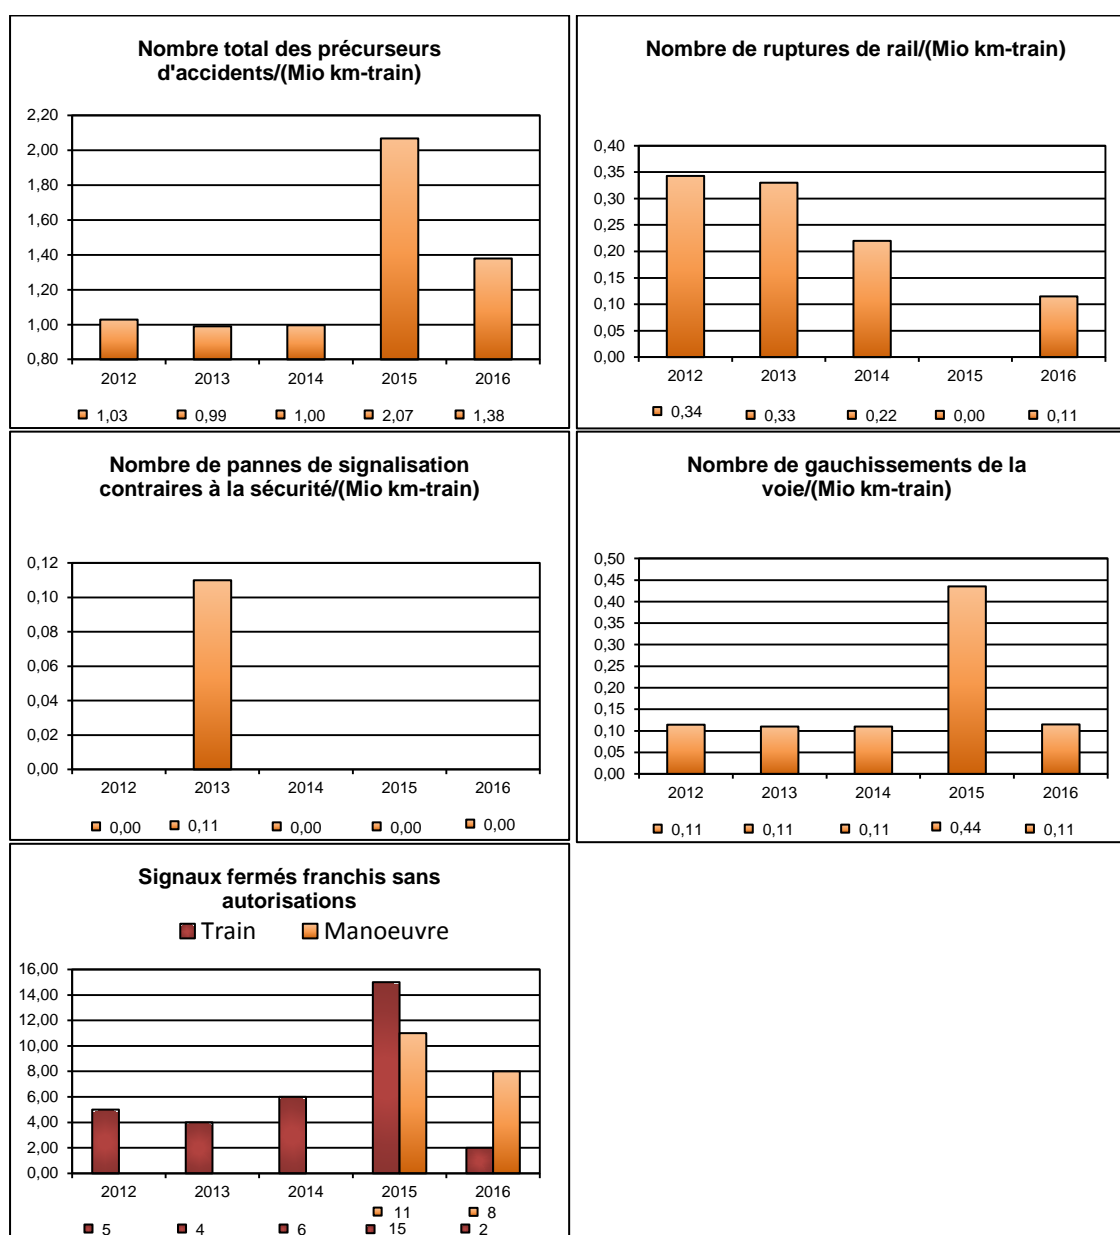 Nombre total des précurseurs
d'accidents/(Mio km-train)
2,20
2,00
1,80
1,60
1,40
1,20
1,00
0,80
2012 2013 2014 2015 2016
1,03 0,99 1,00 2,07 1,38
Nombre de ruptures de rail/(Mio km-train)
0,40
0,35
0,30
0,25
0,20
0,15
0,10
0,05
0,00
2012 2013 2014 2015 2016
0,34 0,33 0,22 0,00 0,11
Nombre de pannes de signalisation
contraires à la sécurité/(Mio km-train)
0,12
0,10
0,08
0,06
0,04
0,02
0,00
2012 2013 2014 2015 2016
0,00 0,11 0,00 0,00 0,00
Nombre de gauchissements de la
voie/(Mio km-train)
0,50
0,45
0,40
0,35
0,30
0,25
0,20
0,15
0,10
0,05
0,00
2012 2013 2014 2015 2016
0,11 0,11 0,11 0,44 0,11
Signaux fermés franchis sans
autorisations
Train Manoeuvre
16,00
14,00
12,00
10,00
8,00
6,00
4,00
2,00
0,00
2012 2013 2014 2015 2016
11 8
5 4 6 15 2